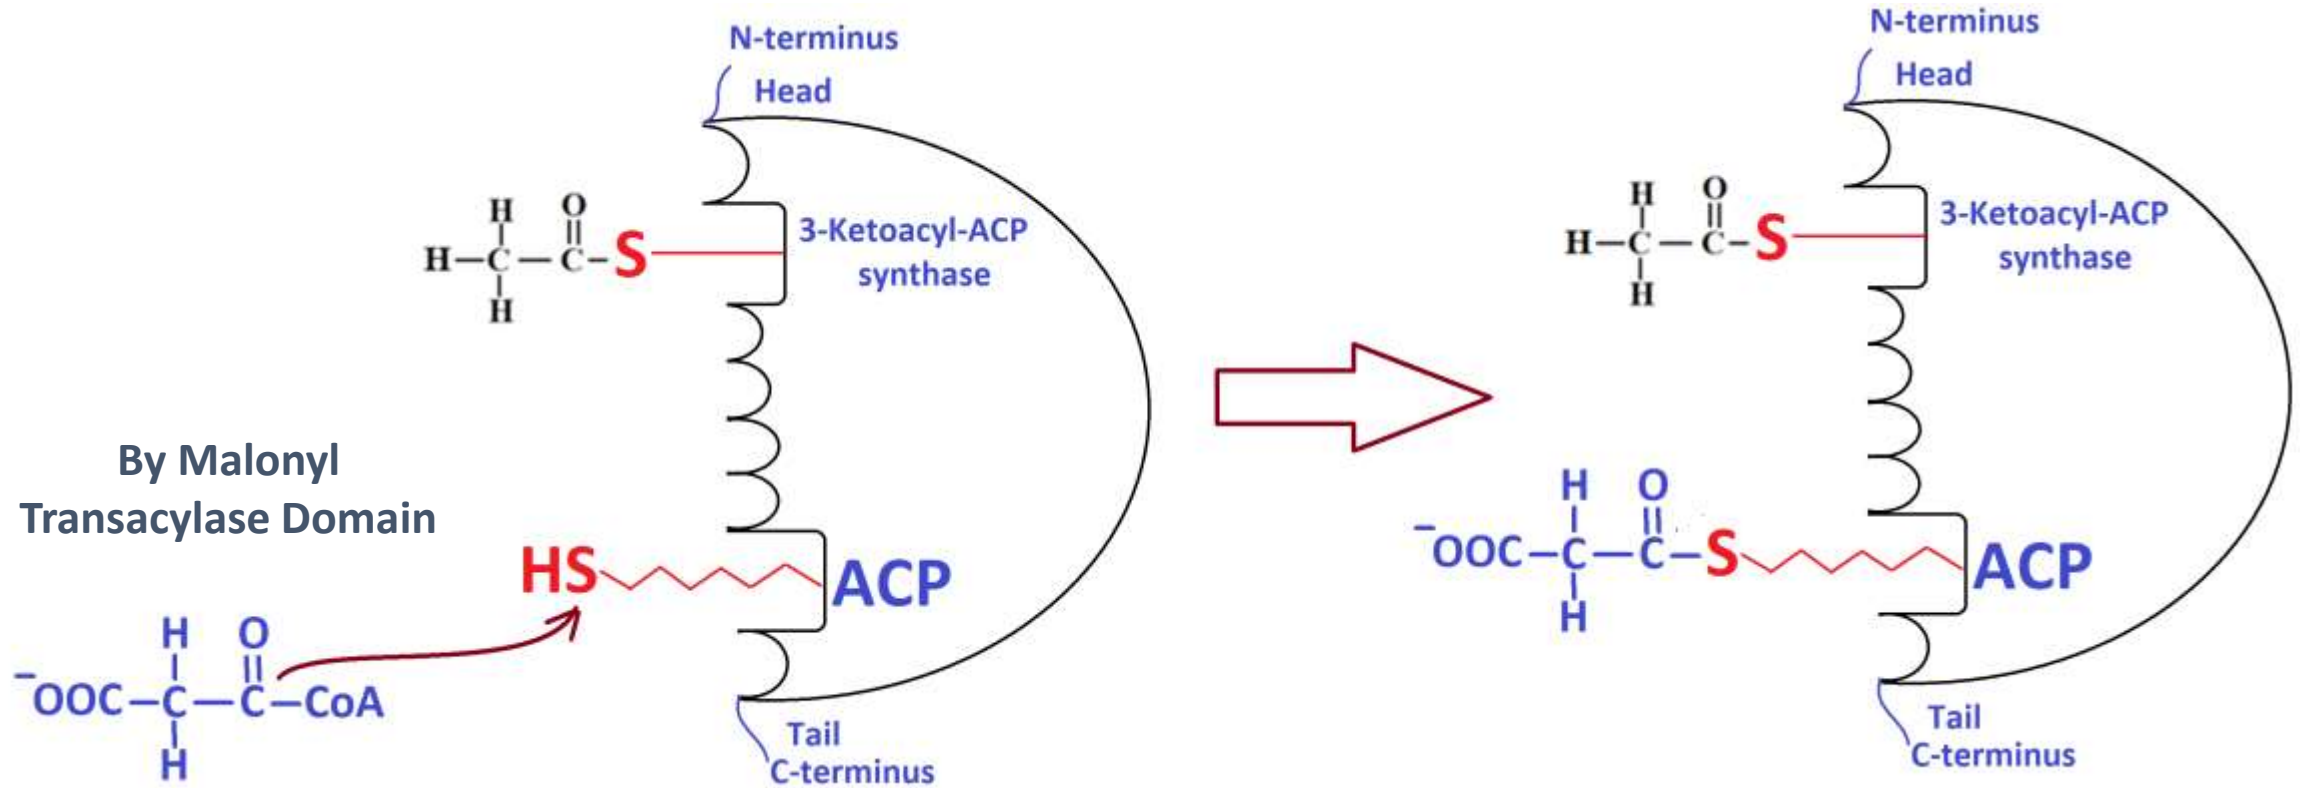 N-terminus
Head
H
O
H–C–C–S
H
3-Ketoacyl-ACP
synthase
By Malonyl
Transacylase Domain
HS
ACP
H
O
⁻OOC–C–C–CoA
H
Tail
C-terminus
N-terminus
Head
H
O
H–C–C–S
H
3-Ketoacyl-ACP
synthase
H
O
⁻OOC–C–C–S
H
ACP
Tail
C-terminus